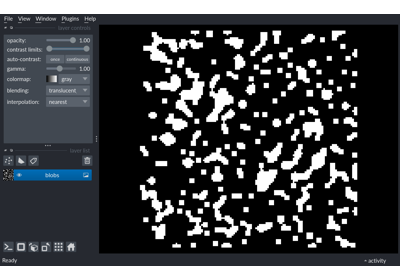 File View Window Plugins Help
layer controls
opacity: 1.00
contrast limits:
auto-contrast: once continuous
gamma: 1.00
colormap: gray
blending: translucent
interpolation: nearest
layer list
blobs
Ready
activity